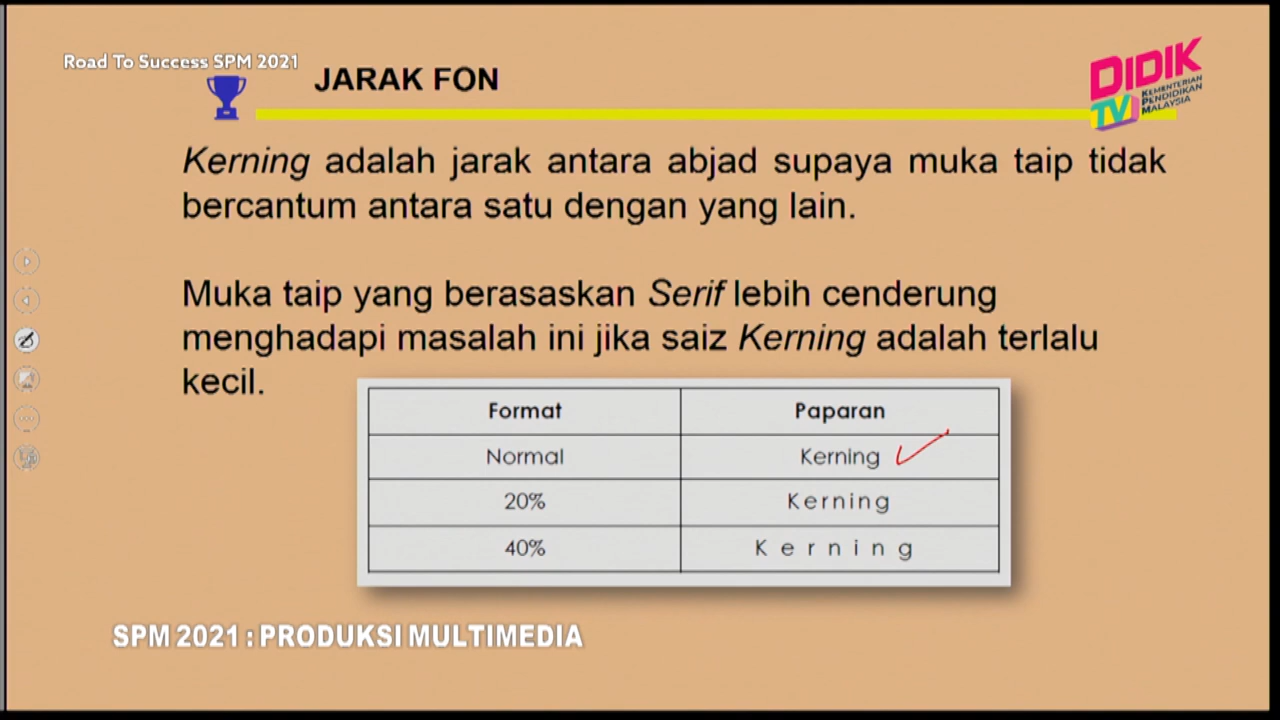 Road To Success SPM 2021
JARAK FON
DIDIK
TV
KEMENTERIAN
PENDIDIKAN
MALAYSIA
Kerning adalah jarak antara abjad supaya muka taip tidak
bercantum antara satu dengan yang lain.
Muka taip yang berasaskan Serif lebih cenderung
menghadapi masalah ini jika saiz Kerning adalah terlalu
kecil.
Format Paparan
Normal Kerning
20% Kerning
40% K e r n i n g
SPM 2021 : PRODUKSI MULTIMEDIA